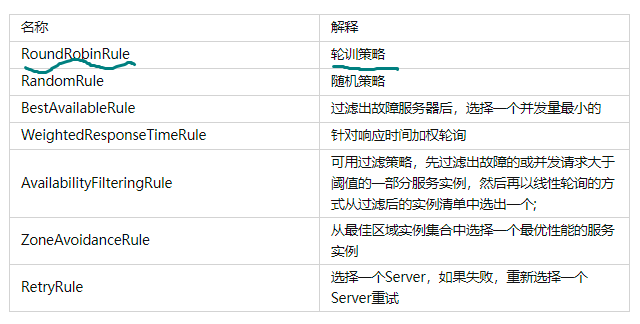 名称 解释
RoundRobinRule 轮训策略
RandomRule 随机策略
BestAvailableRule 过滤出故障服务器后，选择一个并发量最小的
WeightedResponseTimeRule 针对响应时间加权轮询
AvailabilityFilteringRule 可用过滤策略，先过滤出故障的或并发请求大于
阈值的一部分服务实例，然后再以线性轮询的方
式从过滤后的实例清单中选出一个;
ZoneAvoidanceRule 从最佳区域实例集合中选择一个最优性能的服务
实例
RetryRule 选择一个Server，如果失败，重新选择一个
Server重试